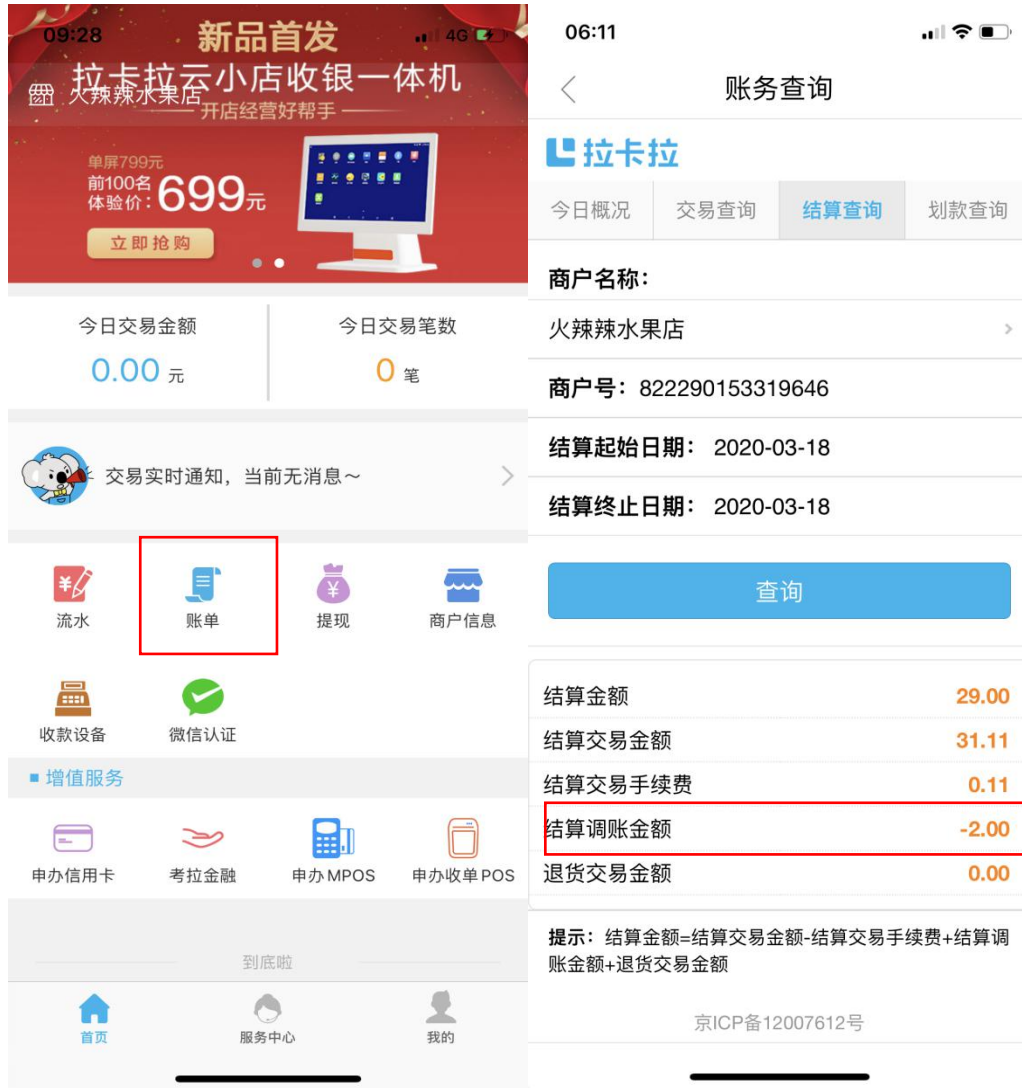 09:28
4G
新品首发
拉卡拉云小店收银一体机
火辣辣水果店
开店经营好帮手
单屏799元
前100名
体验价:
699元
立即抢购
今日交易金额
今日交易笔数
0.00 元
0 笔
交易实时通知，当前无消息～
流水
账单
提现
商户信息
收款设备
微信认证
增值服务
申办信用卡
考拉金融
申办MPOS
申办收单POS
到底啦
首页
服务中心
我的
06:11
账务查询
拉卡拉
今日概况
交易查询
结算查询
划款查询
商户名称：
火辣辣水果店
商户号：822290153319646
结算起始日期： 2020-03-18
结算终止日期： 2020-03-18
查询
结算金额 29.00
结算交易金额 31.11
结算交易手续费 0.11
结算调账金额 -2.00
退货交易金额 0.00
提示：结算金额=结算交易金额-结算交易手续费+结算调
账金额+退货交易金额
京ICP备12007612号